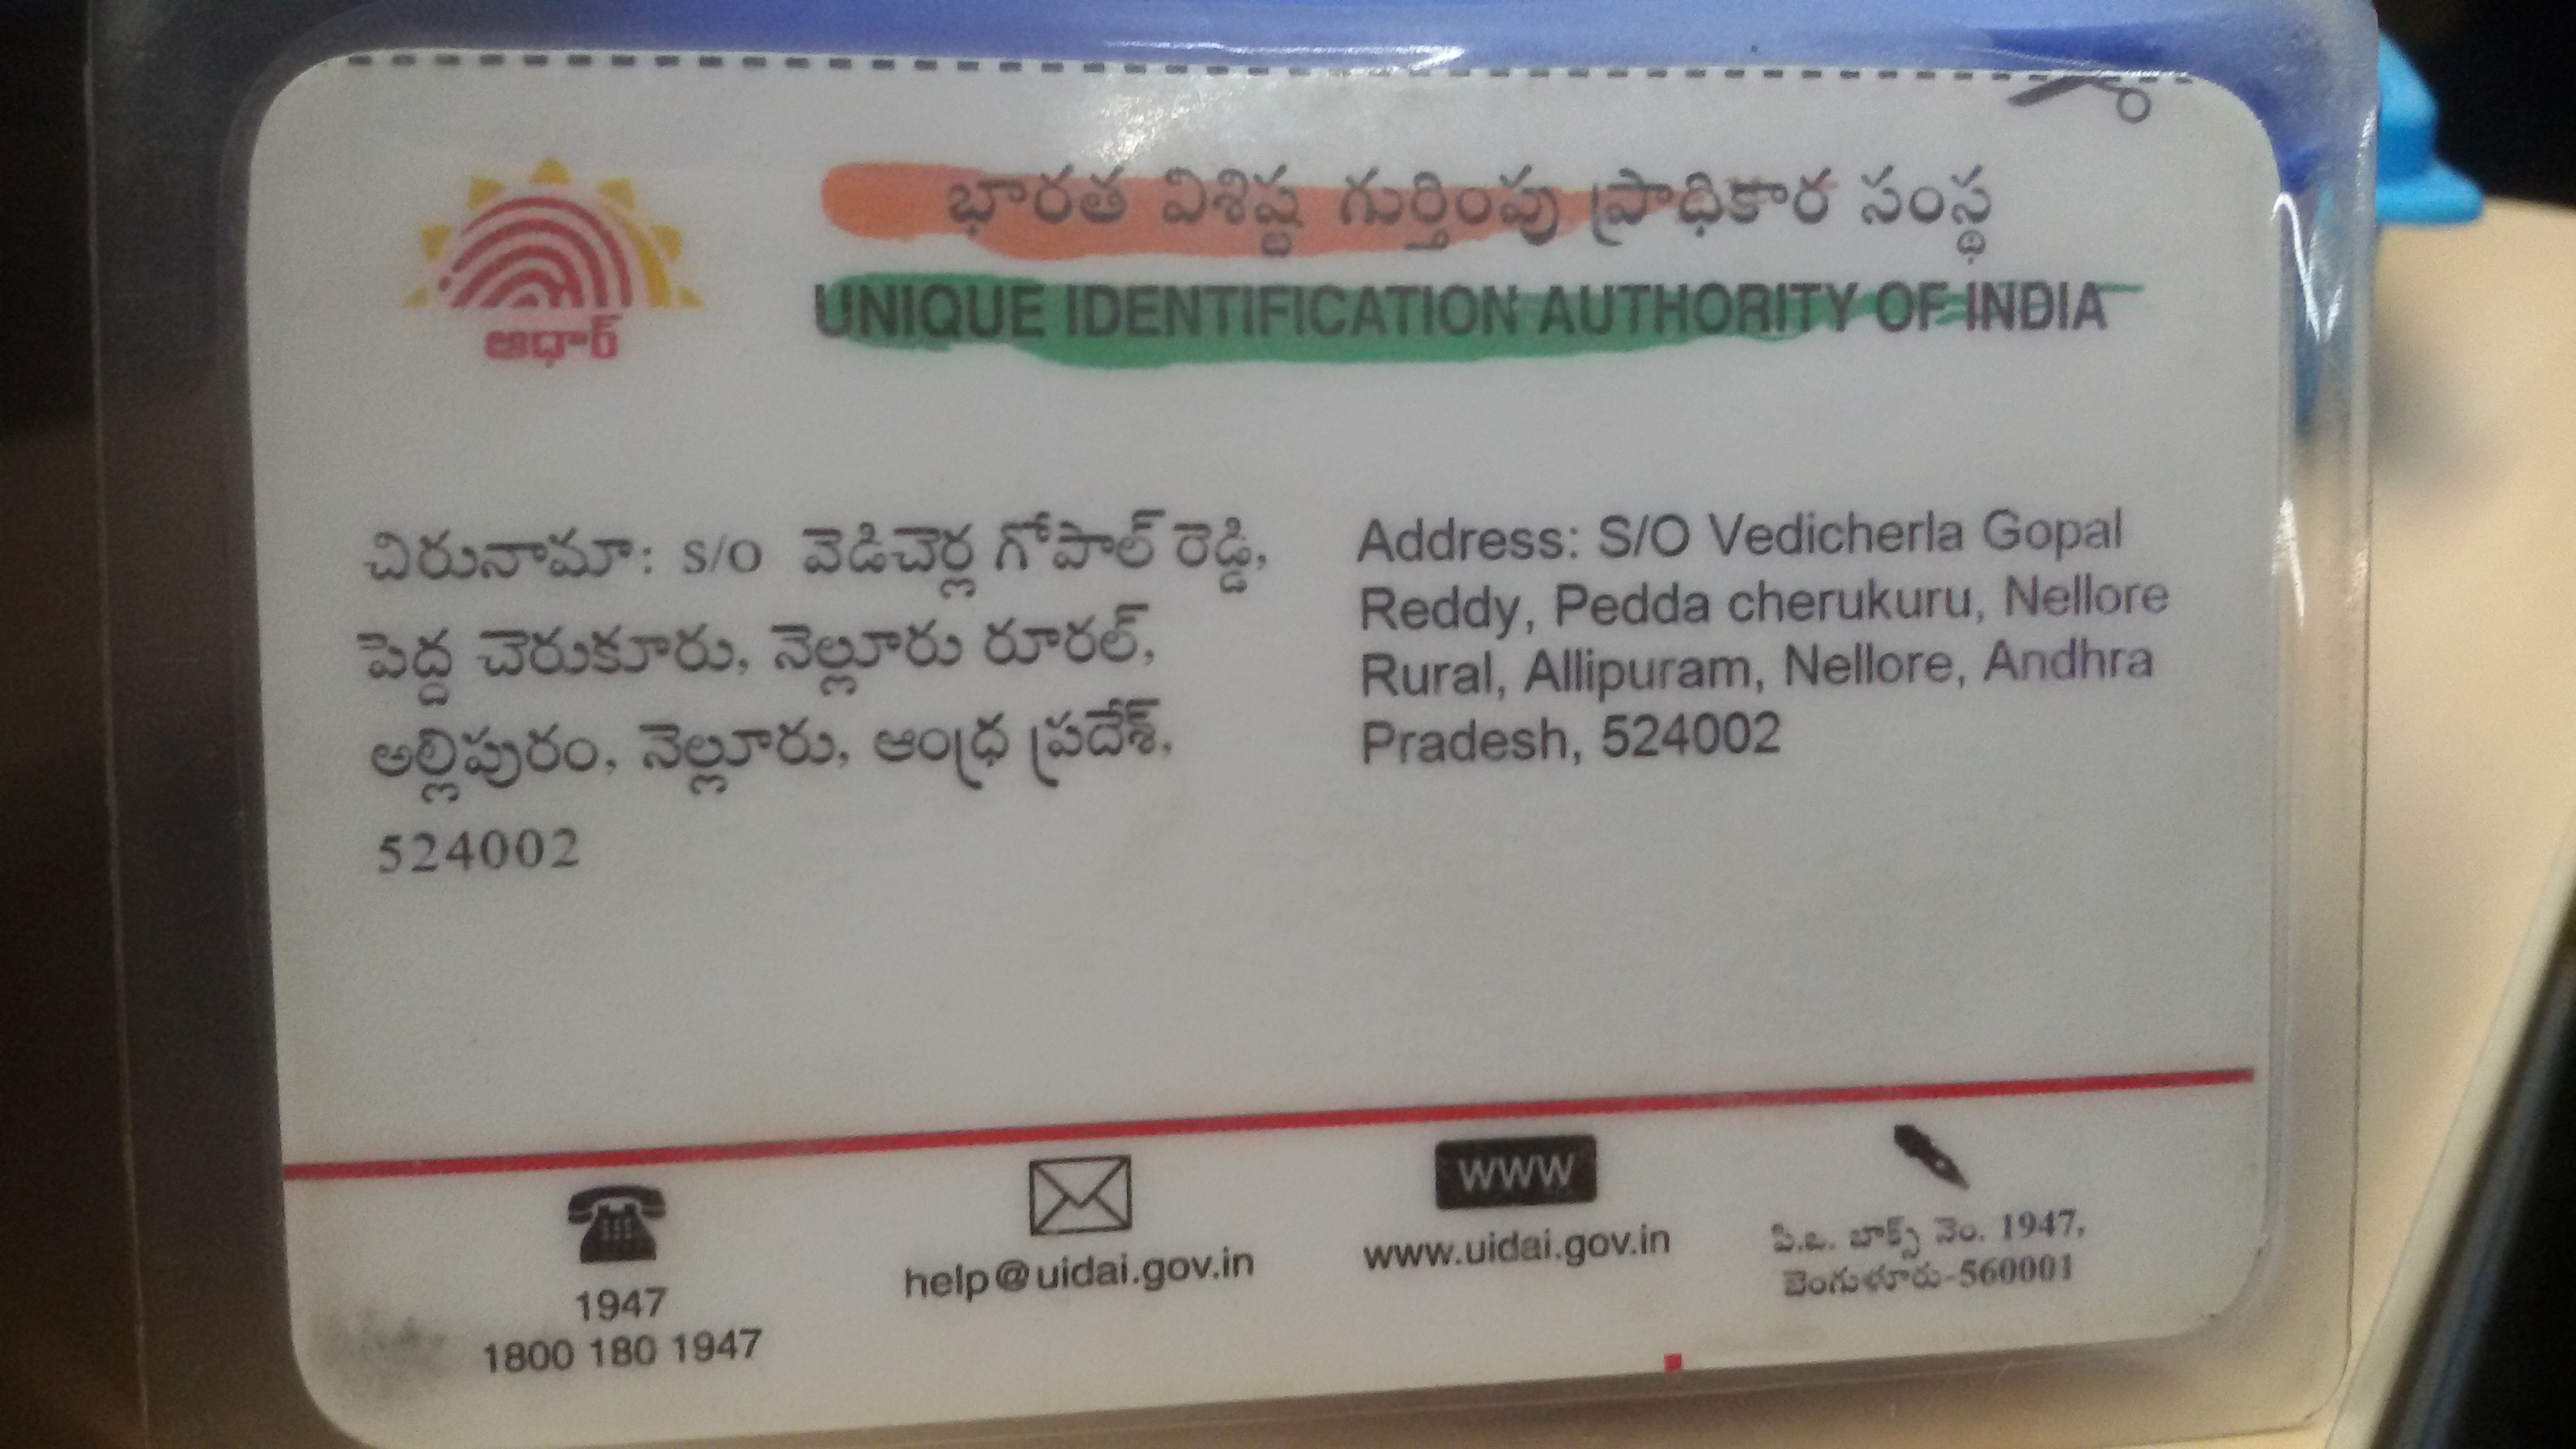 భారత విశిష్ట గుర్తింపు ప్రాధికార సంస్థ
UNIQUE IDENTIFICATION AUTHORITY OF INDIA
ఆధార్
చిరునామా: S/O వెడిచెర్ల గోపాల్ రెడ్డి,
పెద్ద చెరుకూరు, నెల్లూరు రూరల్,
అల్లిపురం, నెల్లూరు, ఆంధ్ర ప్రదేశ్,
524002
Address: S/O Vedicherla Gopal
Reddy, Pedda cherukuru, Nellore
Rural, Allipuram, Nellore, Andhra
Pradesh, 524002
1947
1800 180 1947
help@uidai.gov.in
WWW
www.uidai.gov.in
పి.ఒ. బాక్స్ నెం. 1947,
బెంగుళూరు-560001